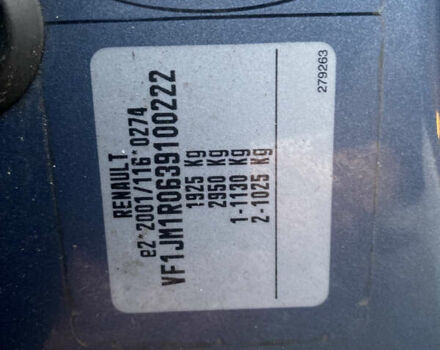 RENAULT
e2*2001/116*0274
VF1JM1R0639100222
1925 Kg
2950 Kg
1-1130 Kg
2-1025 Kg
279263